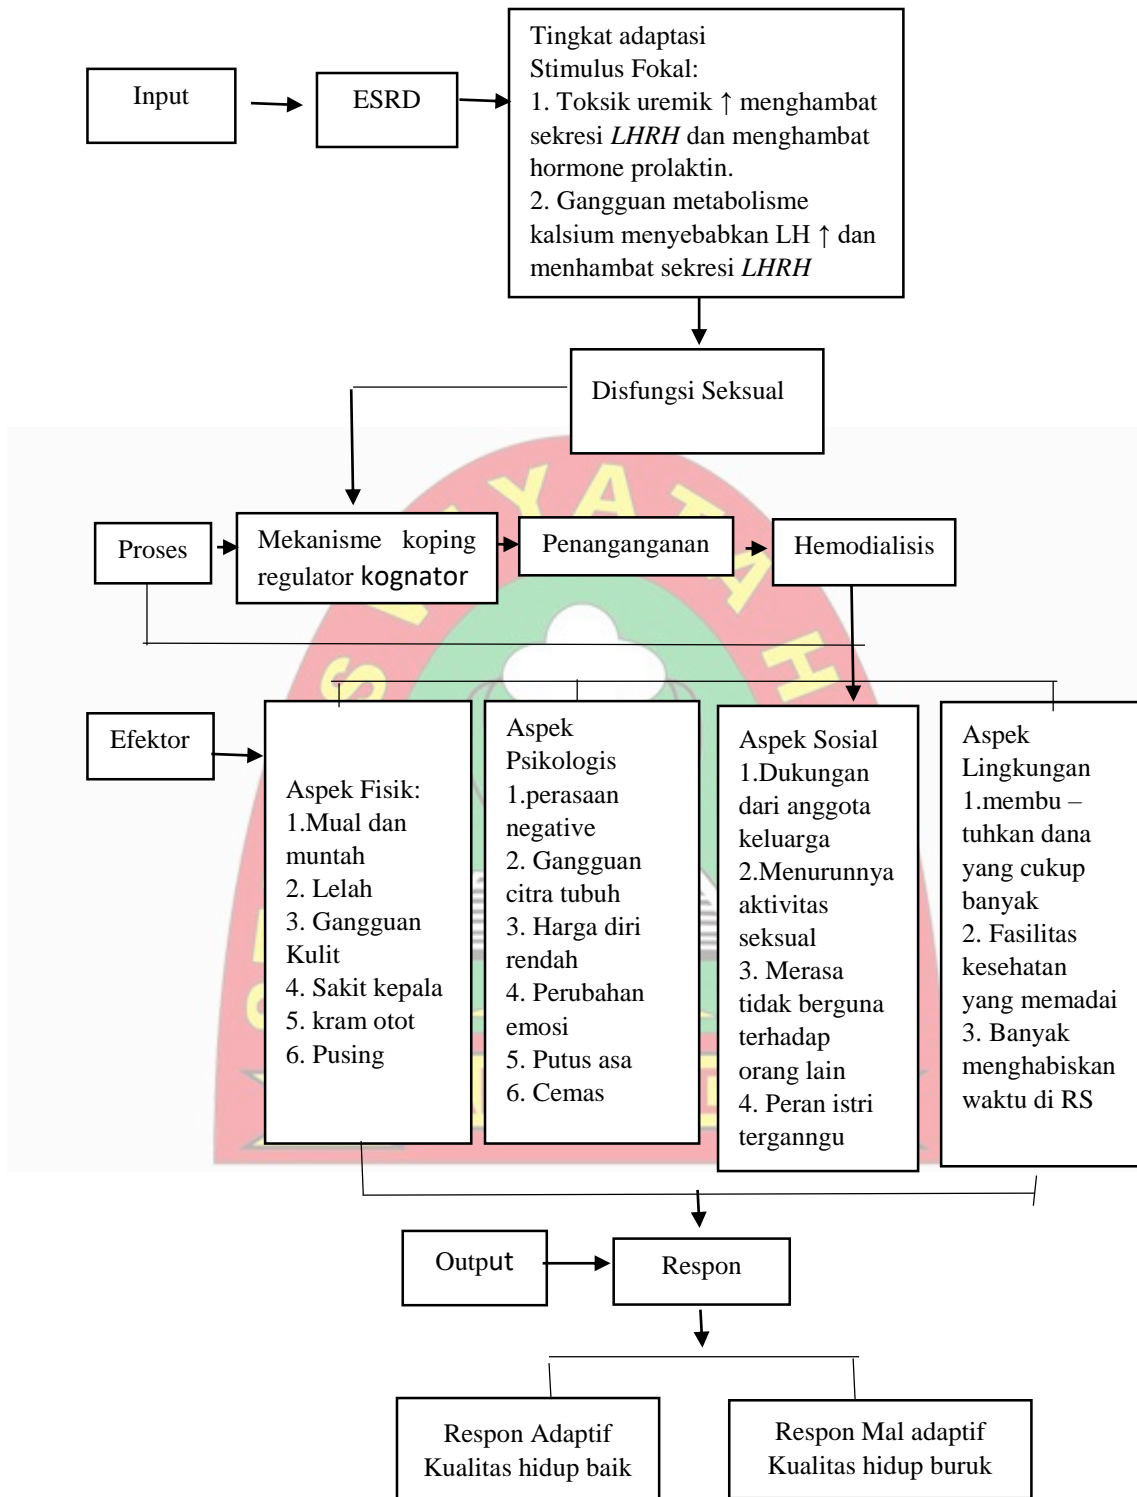 Input
ESRD
Tingkat adaptasi
Stimulus Fokal:
1. Toksik uremik ↑ menghambat
sekresi LHRH dan menghambat
hormone prolaktin.
2. Gangguan metabolisme
kalsium menyebabkan LH ↑ dan
menhambat sekresi LHRH
Disfungsi Seksual
Proses
Mekanisme koping
regulator kognator
Penangganan
Hemodialisis
Efektor
Aspek Fisik:
1.Mual dan
muntah
2. Lelah
3. Gangguan
Kulit
4. Sakit kepala
5. kram otot
6. Pusing
Aspek
Psikologis
1.perasaan
negative
2. Gangguan
citra tubuh
3. Harga diri
rendah
4. Perubahan
emosi
5. Putus asa
6. Cemas
Aspek Sosial
1.Dukungan
dari anggota
keluarga
2.Menurunnya
aktivitas
seksual
3. Merasa
tidak berguna
terhadap
orang lain
4. Peran istri
terganngu
Aspek
Lingkungan
1.membu –
tuhkan dana
yang cukup
banyak
2. Fasilitas
kesehatan
yang memadai
3. Banyak
menghabiskan
waktu di RS
Output
Respon
Respon Adaptif
Kualitas hidup baik
Respon Mal adaptif
Kualitas hidup buruk